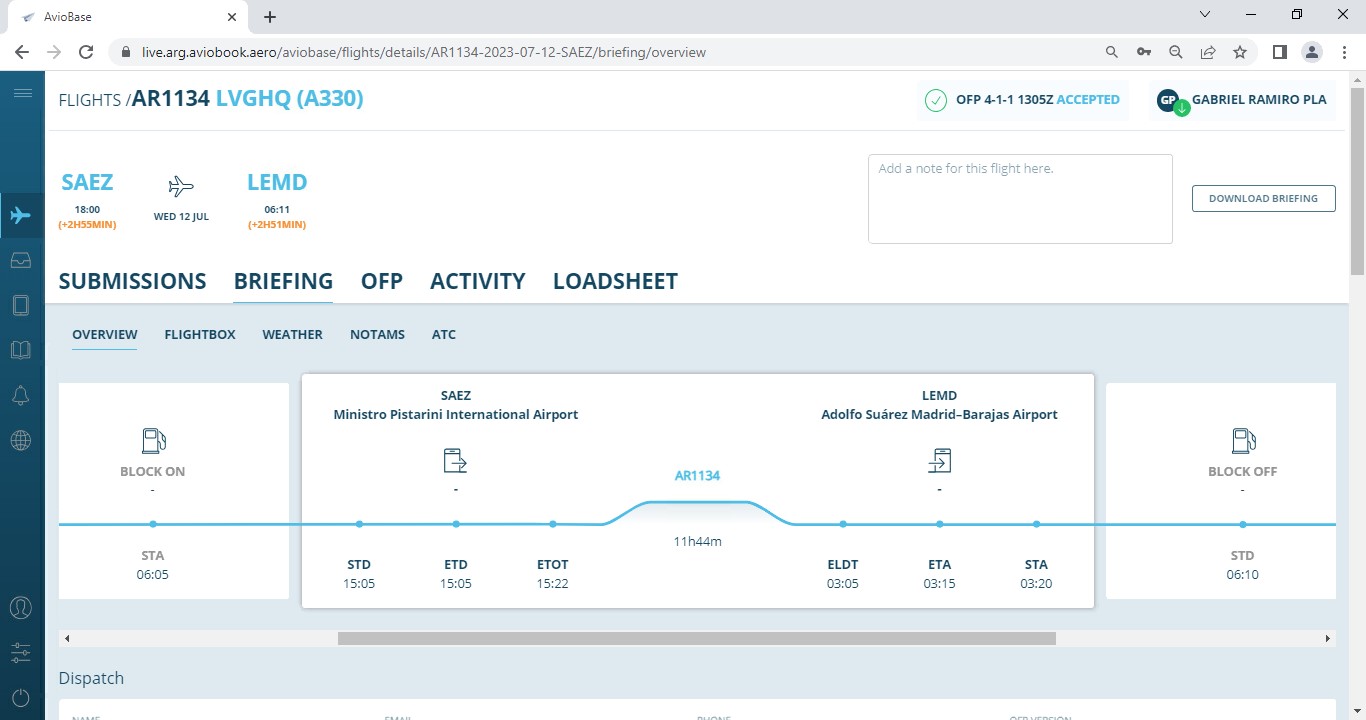 AvioBase
live.arg.aviobook.aero/aviobase/flights/details/AR1134-2023-07-12-SAEZ/briefing/overview
FLIGHTS /AR1134 LVGHQ (A330)
OFP 4-1-1 1305Z ACCEPTED
GP
GABRIEL RAMIRO PLA
SAEZ
18:00
(+2H55MIN)
WED 12 JUL
LEMD
06:11
(+2H51MIN)
Add a note for this flight here.
DOWNLOAD BRIEFING
SUBMISSIONS BRIEFING OFP ACTIVITY LOADSHEET
OVERVIEW FLIGHTBOX WEATHER NOTAMS ATC
BLOCK ON
-
STA
06:05
SAEZ
Ministro Pistarini International Airport
-
STD ETD ETOT
15:05 15:05 15:22
AR1134
11h44m
LEMD
Adolfo Suárez Madrid–Barajas Airport
-
ELDT ETA STA
03:05 03:15 03:20
BLOCK OFF
-
STD
06:10
Dispatch
NAME EMAIL PHONE OFP VERSION